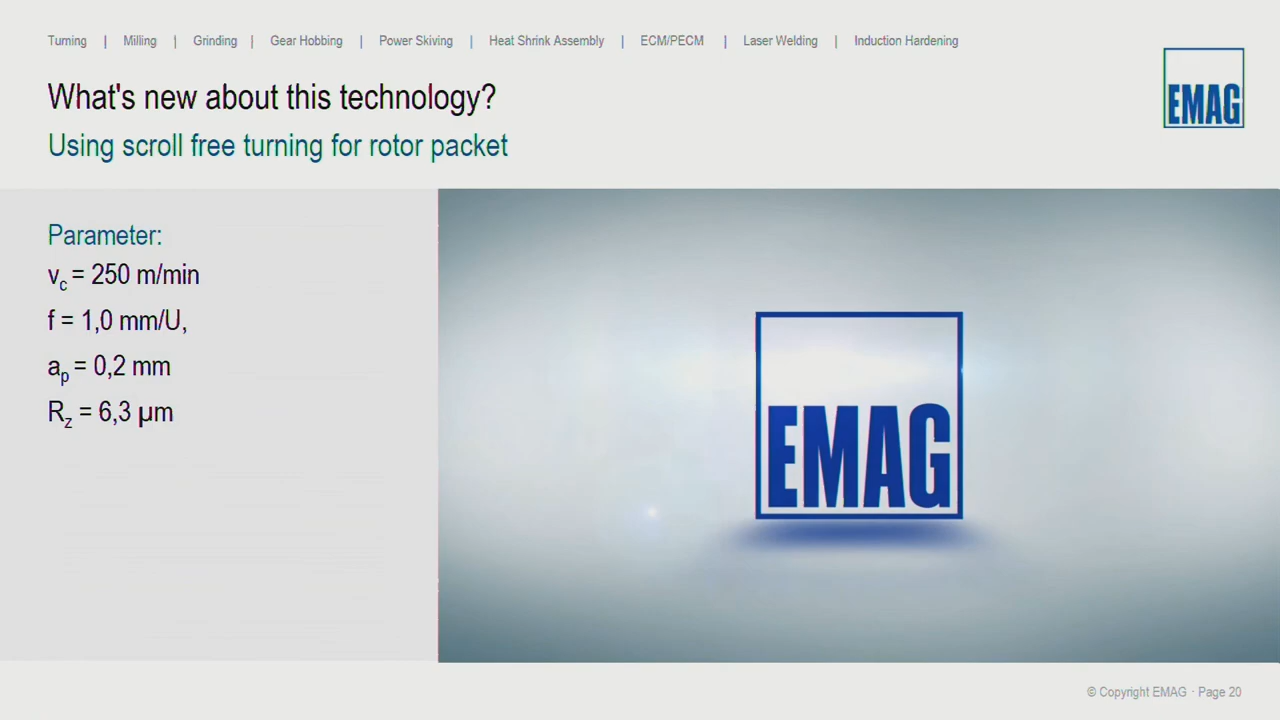 Turning | Milling | Grinding | Gear Hobbing | Power Skiving | Heat Shrink Assembly | ECM/PECM | Laser Welding | Induction Hardening
EMAG
What's new about this technology?
Using scroll free turning for rotor packet
Parameter:
vc = 250 m/min
f = 1,0 mm/U,
ap = 0,2 mm
Rz = 6,3 µm
EMAG
© Copyright EMAG · Page 20